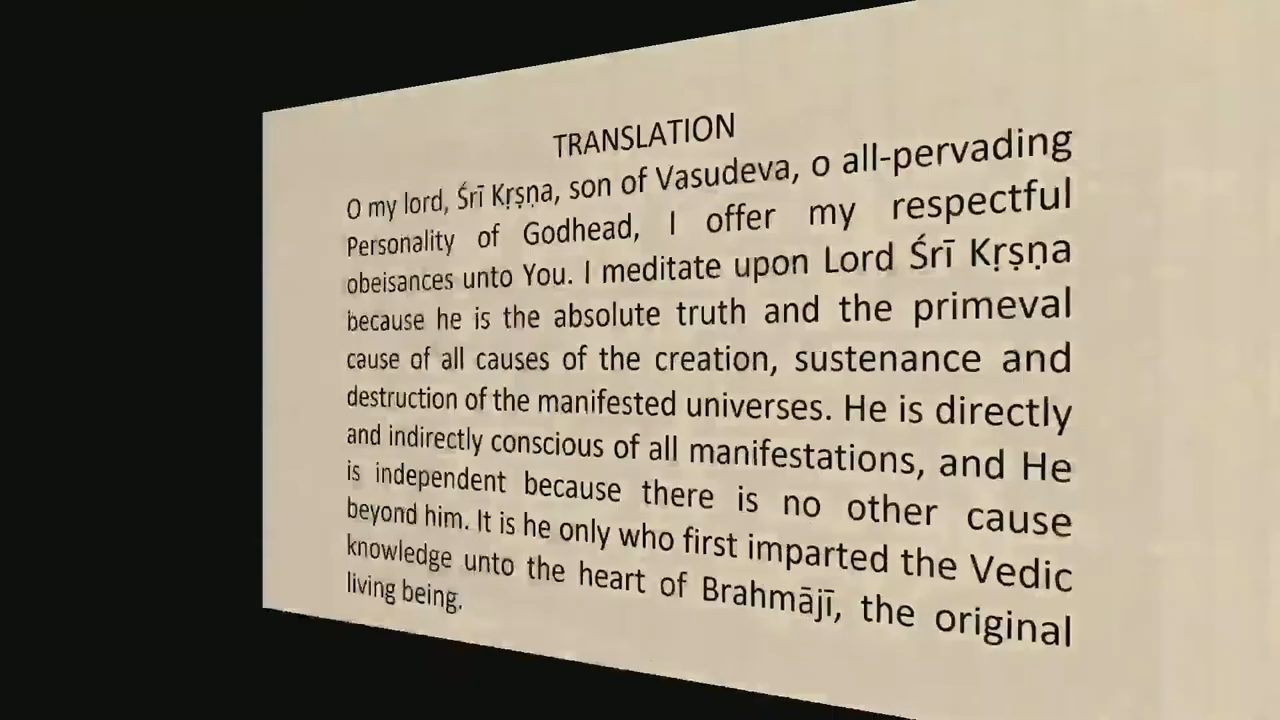 TRANSLATION
O my lord, Śrī Kṛṣṇa, son of Vasudeva, o all-pervading
Personality of Godhead, I offer my respectful
obeisances unto You. I meditate upon Lord Śrī Kṛṣṇa
because he is the absolute truth and the primeval
cause of all causes of the creation, sustenance and
destruction of the manifested universes. He is directly
and indirectly conscious of all manifestations, and He
is independent because there is no other cause
beyond him. It is he only who first imparted the Vedic
knowledge unto the heart of Brahmājī, the original
living being.